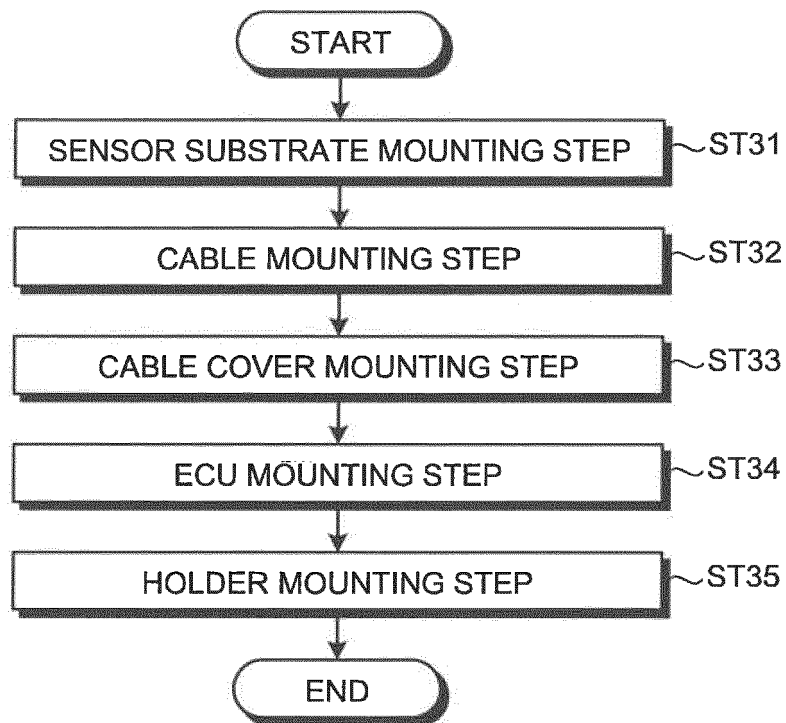 START
SENSOR SUBSTRATE MOUNTING STEP ST31
CABLE MOUNTING STEP ST32
CABLE COVER MOUNTING STEP ST33
ECU MOUNTING STEP ST34
HOLDER MOUNTING STEP ST35
END